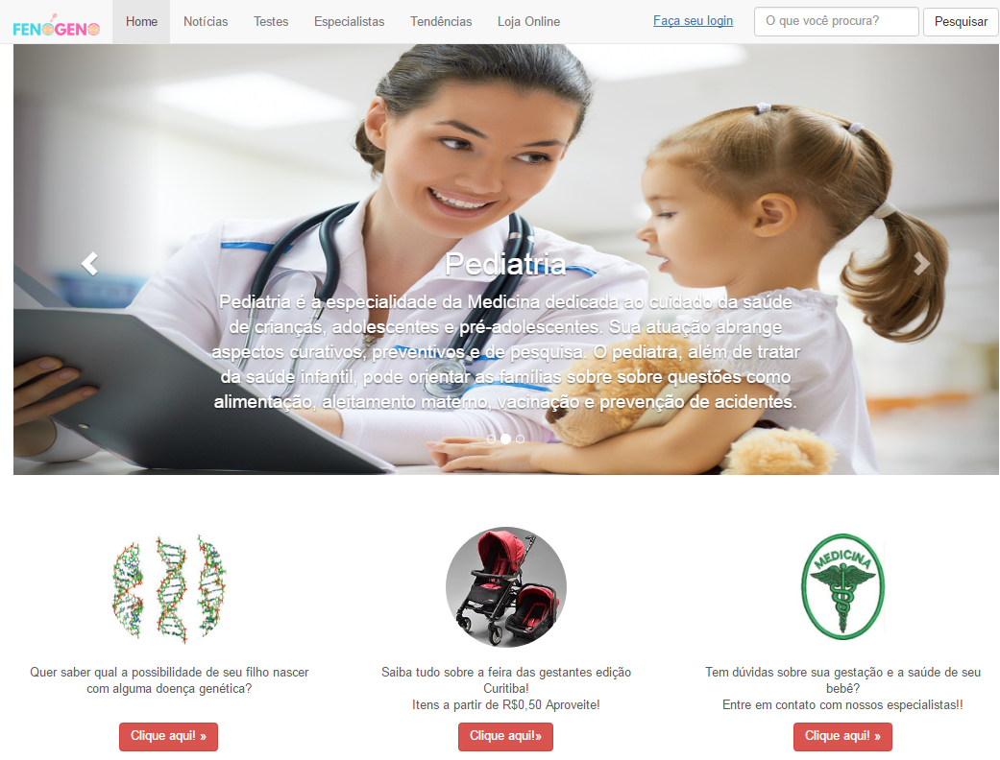 FENÓGENO
Home Notícias Testes Especialistas Tendências Loja Online Faça seu login O que você procura? Pesquisar
Pediatria
Pediatria é a especialidade da Medicina dedicada ao cuidado da saúde
de crianças, adolescentes e pré-adolescentes. Sua atuação abrange
aspectos curativos, preventivos e de pesquisa. O pediatra, além de tratar
da saúde infantil, pode orientar as famílias sobre sobre questões como
alimentação, aleitamento materno, vacinação e prevenção de acidentes.
MEDICINA
Quer saber qual a possibilidade de seu filho nascer
com alguma doença genética?
Clique aqui! »
Saiba tudo sobre a feira das gestantes edição
Curitiba!
Itens a partir de R$0,50 Aproveite!
Clique aqui!»
Tem dúvidas sobre sua gestação e a saúde de seu
bebê?
Entre em contato com nossos especialistas!!
Clique aqui! »